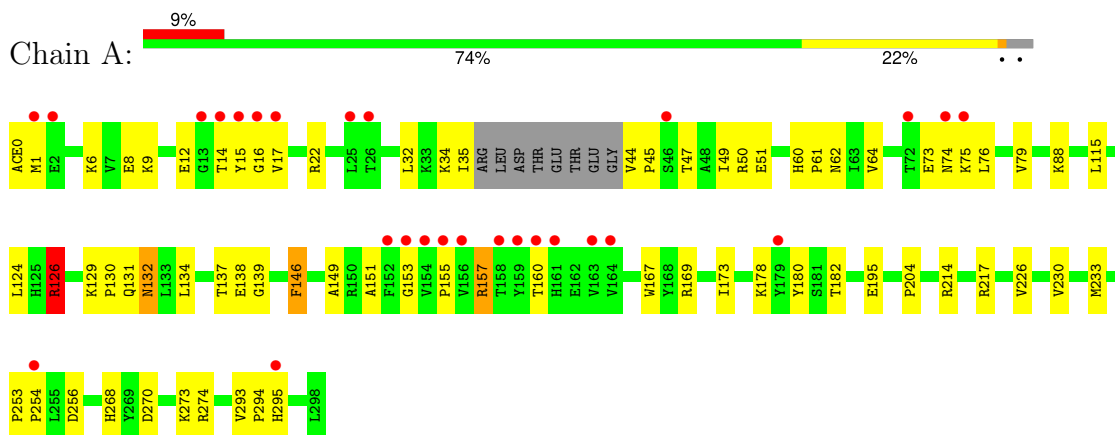 9%
Chain A:
74% 22% • •
ACE0 M1 E2 K6 V7 E8 K9 E12 G13 T14 Y15 G16 V17 R22 L25 T26 L32 K33 K34 I35 ARG LEU ASP THR GLU THR GLU GLY V44 P45 S46 T47 A48 I49 R50 E51 H60 P61 N62 I63 V64 T72 E73 N74 K75 L76 V79 K88 L115
L124 H125 R126 K129 P130 Q131 N132 L133 L134 T137 E138 G139 F146 A149 R150 A151 F152 G153 V154 P155 V156 R157 T158 Y159 T160 H161 E162 V163 V164 W167 Y168 R169 I173 K178 Y179 Y180 S181 T182 E195 P204 R214 R217 V226 V230 M233
P253 P254 L255 D256 H268 Y269 D270 K273 R274 V293 P294 H295 L298